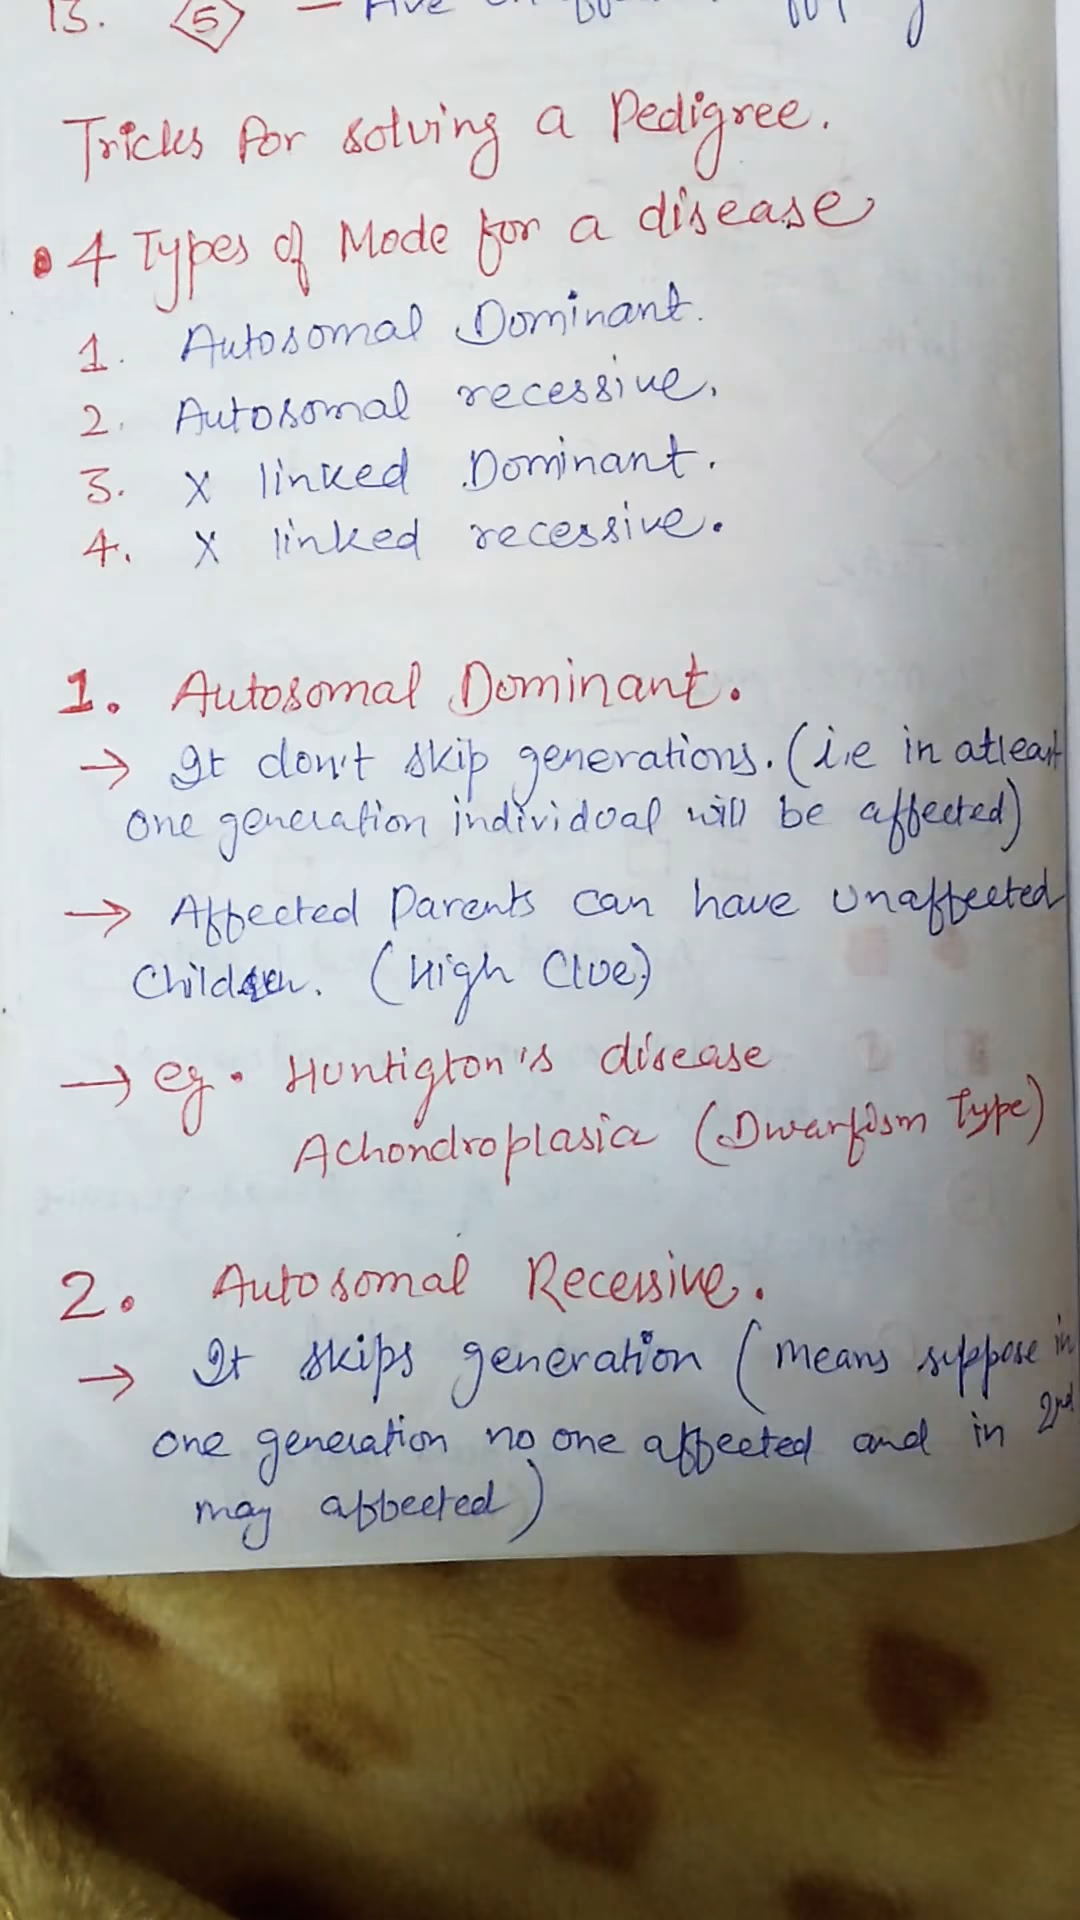 13. 5 - Five
Tricks for solving a Pedigree.
• 4 Types of Mode for a disease
1. Autosomal Dominant.
2. Autosomal recessive.
3. X linked Dominant.
4. X linked recessive.
1. Autosomal Dominant.
→ It don't skip generations. (i.e in atleast
one generation individual will be affected)
→ Affected Parents can have unaffected
Children. (High Clue)
→ eg. Huntigton's disease
Achondroplasia (Dwarfism Type)
2. Autosomal Recessive.
→ It skips generation (means suppose in
one generation no one affected and in 2nd
may affected)